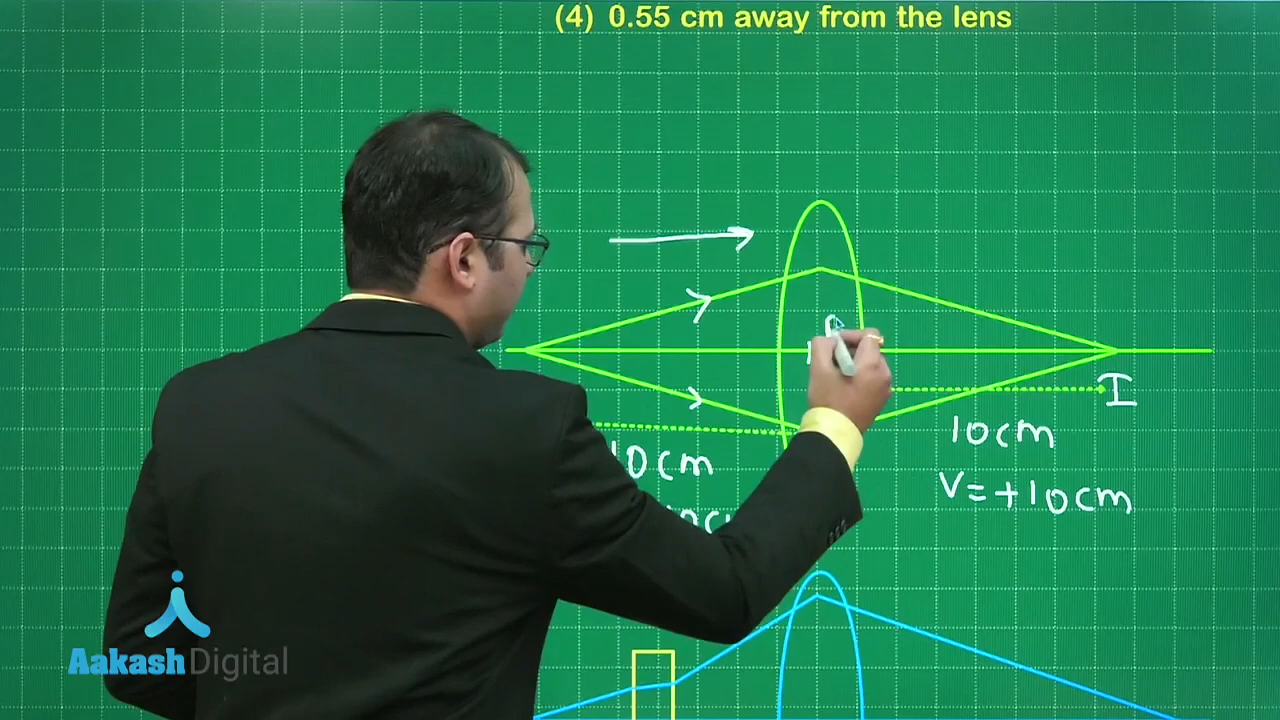 (4) 0.55 cm away from the lens
I
10cm
10cm
V=+10cm
Aakash Digital